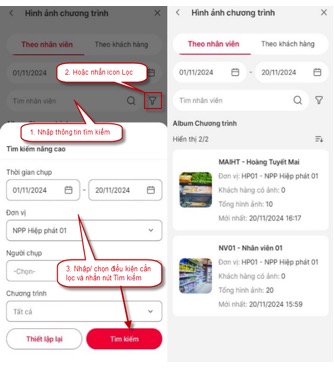 Hình ảnh chương trình
Theo nhân viên
Theo khách hàng
01/11/2024
2. Hoặc nhấn icon Lọc
Tìm nhân viên
1. Nhập thông tin tìm kiếm
Tìm kiếm nâng cao
Thời gian chụp
01/11/2024 - 20/11/2024
Đơn vị
NPP Hiệp phát 01
Người chụp
-Chọn-
3. Nhập/ chọn điều kiện cần
lọc và nhấn nút Tìm kiếm
Chương trình
Tất cả
Thiết lập lại
Tìm kiếm
Hình ảnh chương trình
Theo nhân viên
Theo khách hàng
01/11/2024 - 20/11/2024
Tìm nhân viên
Album Chương trình
Hiển thị 2/2
MAIHT - Hoàng Tuyết Mai
Đơn vị: HP01 - NPP Hiệp phát 01
Khách hàng có ảnh: 0
Tổng hình ảnh: 10
Mới nhất: 20/11/2024 16:17
NV01 - Nhân viên 01
Đơn vị: HP01 - NPP Hiệp phát 01
Khách hàng có ảnh: 0
Tổng hình ảnh: 20
Mới nhất: 20/11/2024 15:59